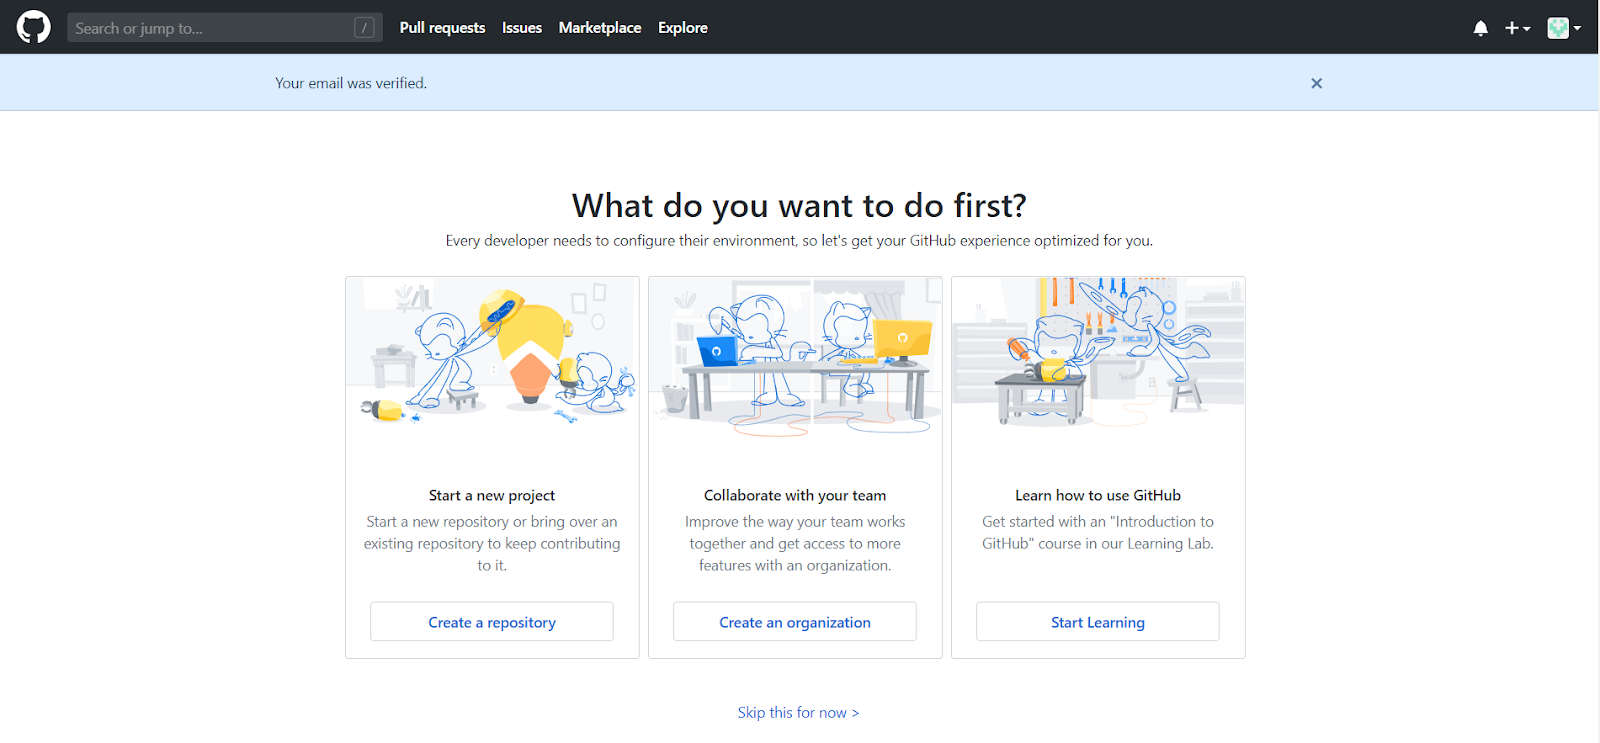 Search or jump to... /
Pull requests Issues Marketplace Explore
Your email was verified.
What do you want to do first?
Every developer needs to configure their environment, so let's get your GitHub experience optimized for you.
Start a new project
Start a new repository or bring over an
existing repository to keep contributing
to it.
Create a repository
Collaborate with your team
Improve the way your team works
together and get access to more
features with an organization.
Create an organization
Learn how to use GitHub
Get started with an "Introduction to
GitHub" course in our Learning Lab.
Start Learning
Skip this for now >